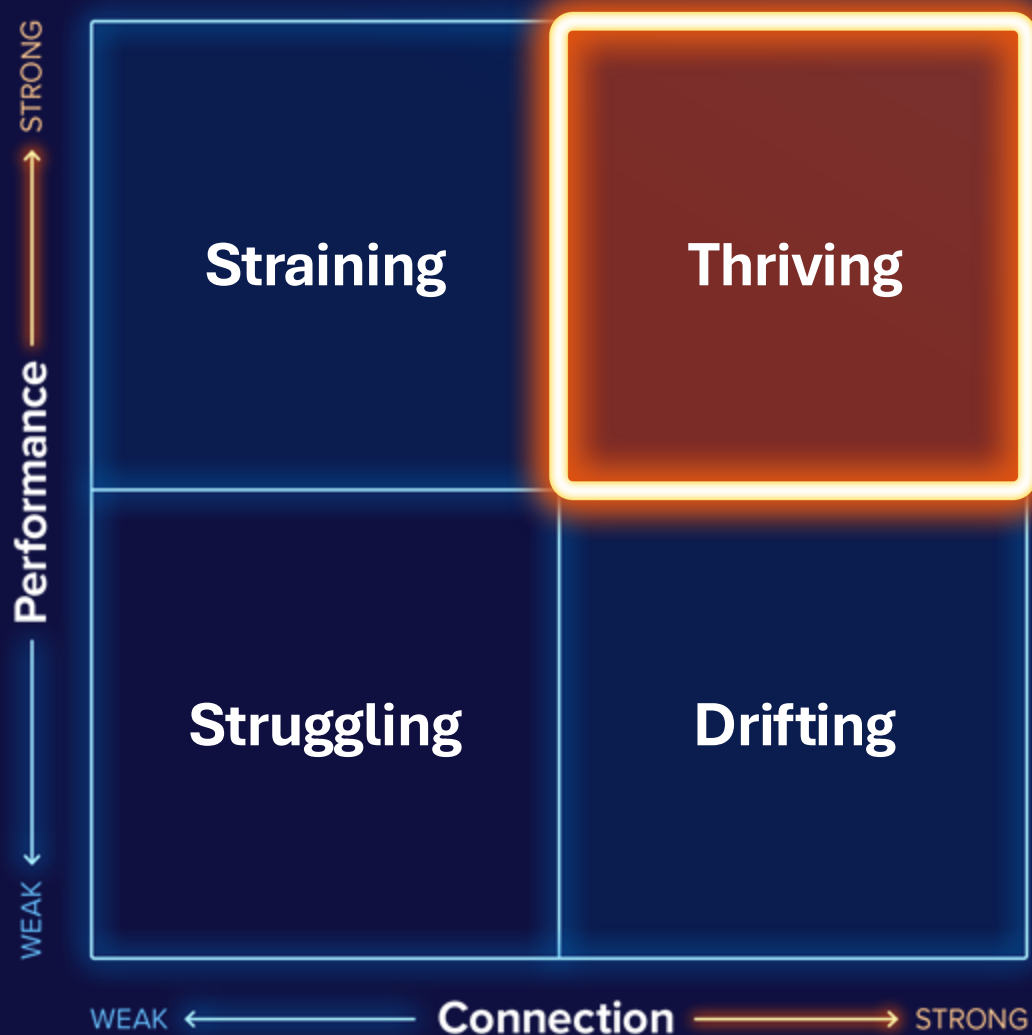 STRONG
Performance
WEAK
Straining
Thriving
Struggling
Drifting
WEAK Connection STRONG